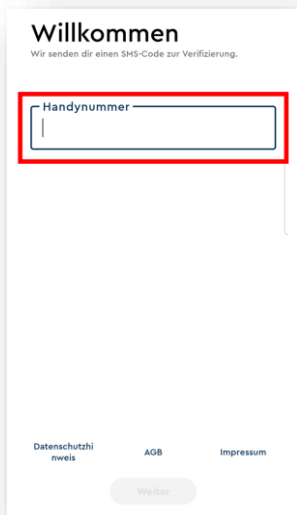 Willkommen
Wir senden dir einen SMS-Code zur Verifizierung.
Handynummer
Datenschutzhi
nweis
AGB
Impressum
Weiter